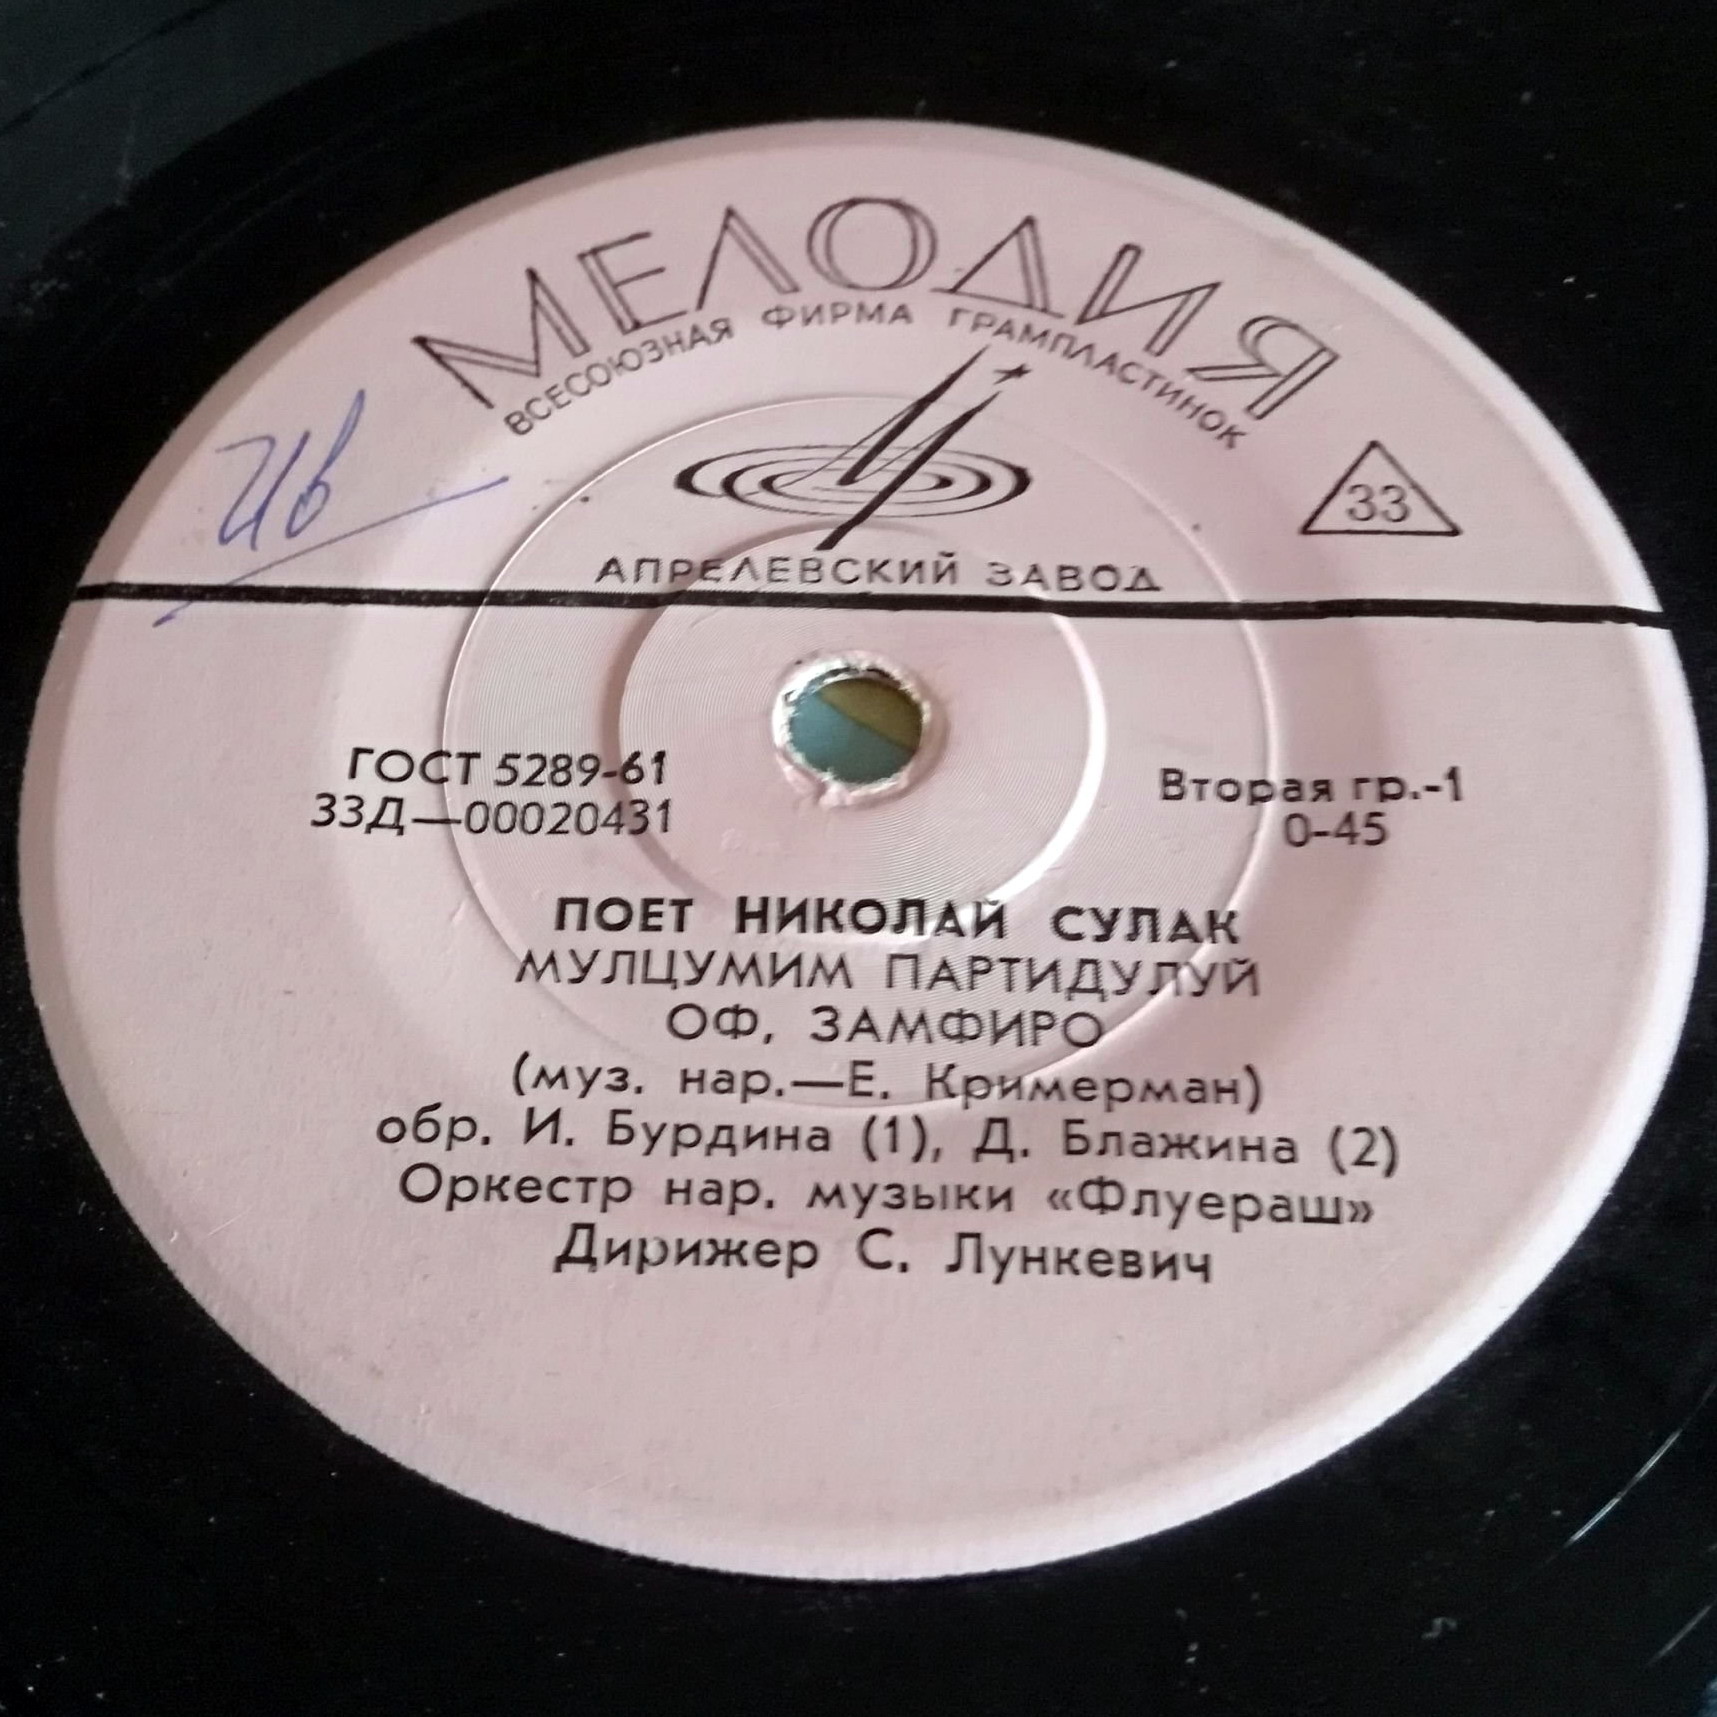 МЕЛОДИЯ
ВСЕСОЮЗНАЯ ФИРМА ГРАМПЛАСТИНОК
33
АПРЕЛЕВСКИЙ ЗАВОД
ГОСТ 5289-61
33Д—00020431
Вторая гр.-1
0-45
ПОЕТ НИКОЛАЙ СУЛАК
МУЛЦУМИМ ПАРТИДУЛУЙ
ОФ, ЗАМФИРО
(муз. нар.—Е. Кримерман)
обр. И. Бурдина (1), Д. Блажина (2)
Оркестр нар. музыки «Флуераш»
Дирижер С. Лункевич